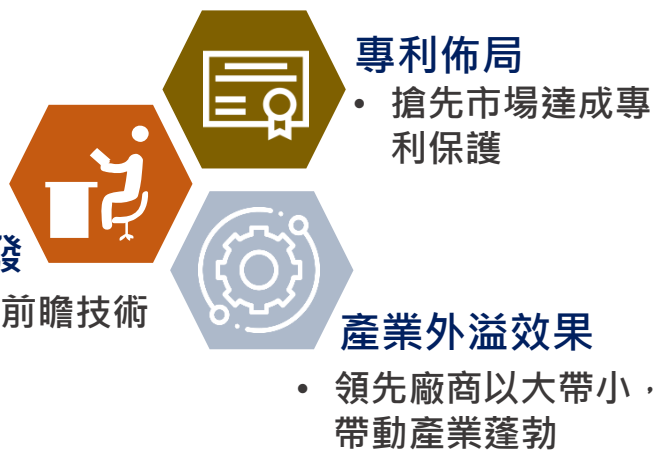 專利佈局
• 搶先市場達成專
利保護
發
前瞻技術
產業外溢效果
• 領先廠商以大帶小，
帶動產業蓬勃